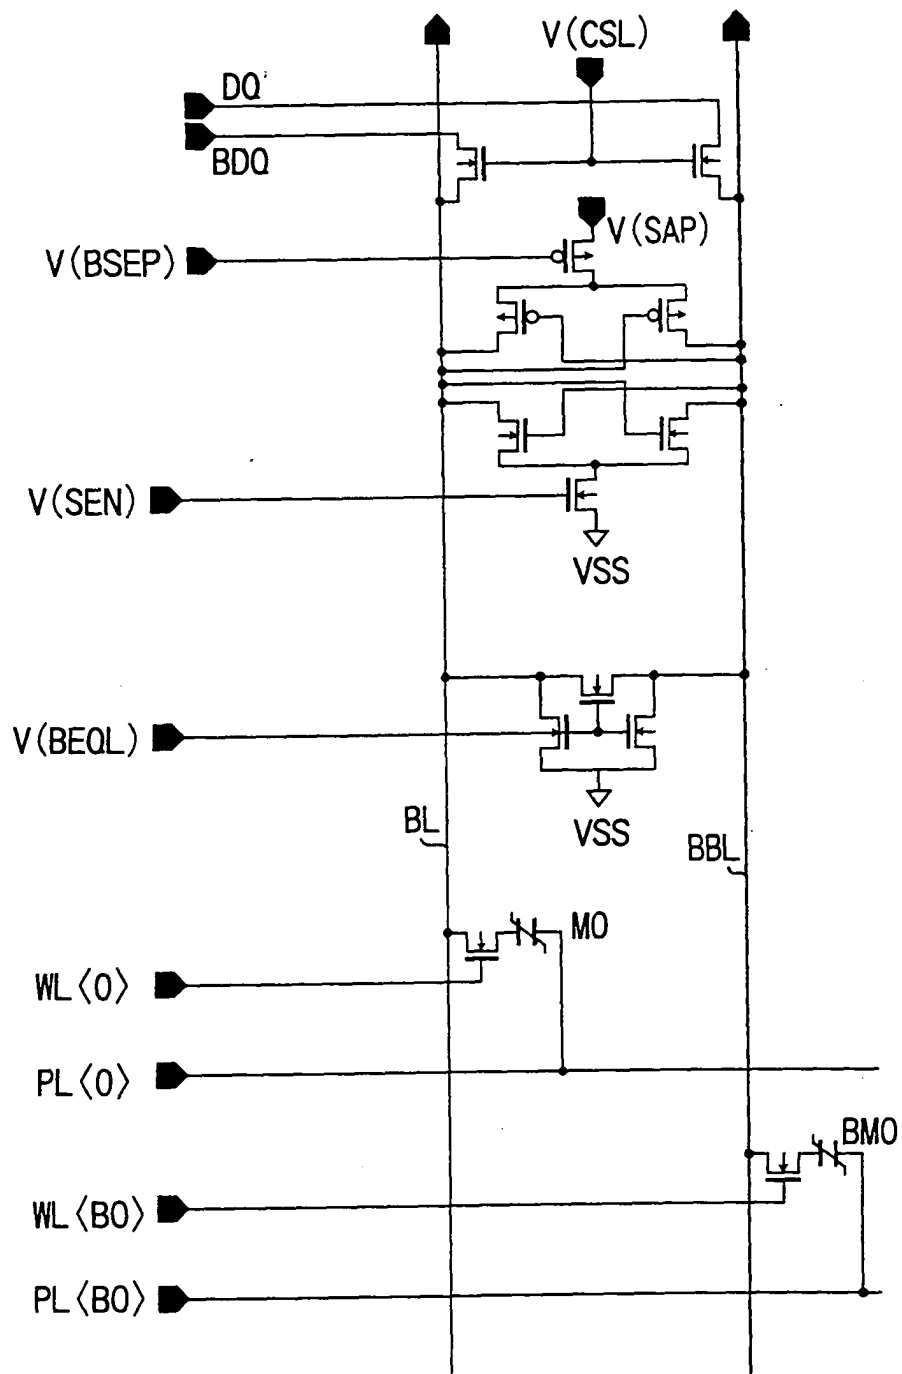 V(CSL)
DQ
BDQ
V(SAP)
V(BSEP)
V(SEN)
VSS
V(BEQL)
VSS
BL
BBL
M0
WL〈0〉
PL〈0〉
BM0
WL〈B0〉
PL〈B0〉